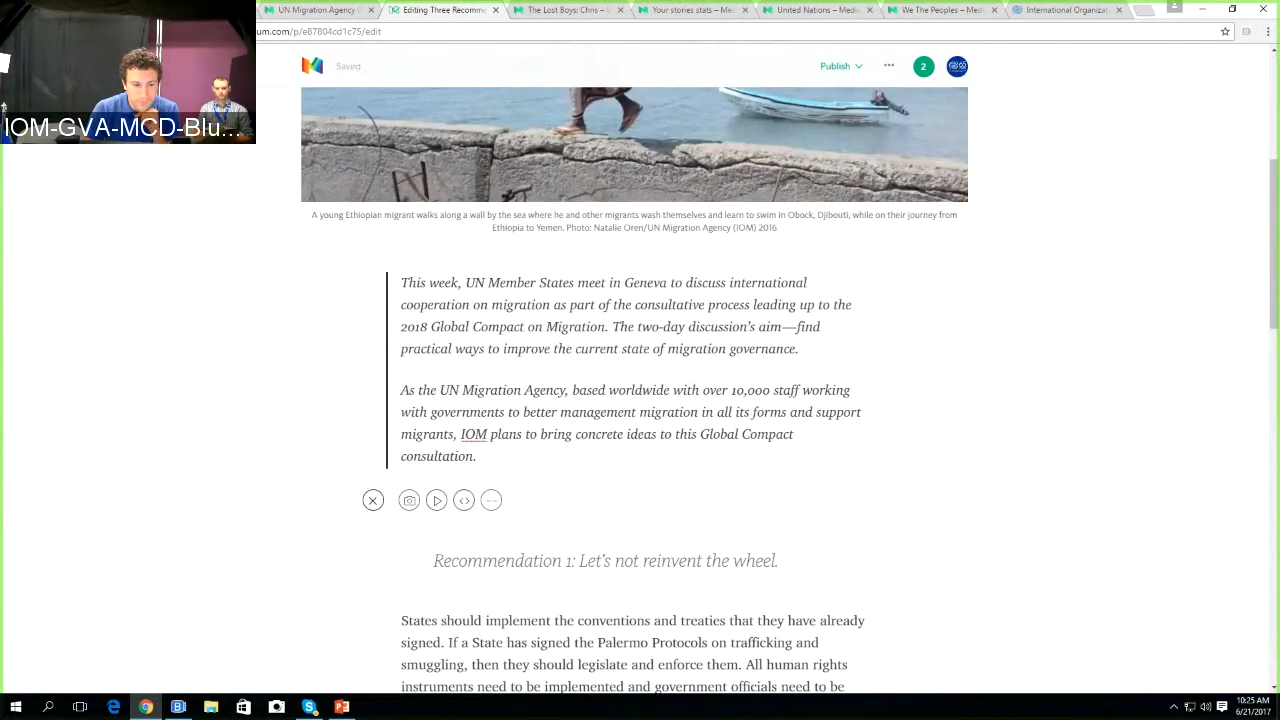 UN Migration Agency (
Editing Three Recomme
The Lost Boys: Chris – U
Your stories stats – Med
United Nations – Mediu
We The Peoples – Medi
International Organizat
um.com/p/e87804cd1c75/edit
Saved
Publish
2
IOM-GVA-MCD-Blu...
A young Ethiopian migrant walks along a wall by the sea where he and other migrants wash themselves and learn to swim in Obock, Djibouti, while on their journey from
Ethiopia to Yemen. Photo: Natalie Oren/UN Migration Agency (IOM) 2016
This week, UN Member States meet in Geneva to discuss international
cooperation on migration as part of the consultative process leading up to the
2018 Global Compact on Migration. The two-day discussion's aim—find
practical ways to improve the current state of migration governance.
As the UN Migration Agency, based worldwide with over 10,000 staff working
with governments to better management migration in all its forms and support
migrants, IOM plans to bring concrete ideas to this Global Compact
consultation.
Recommendation 1: Let's not reinvent the wheel.
States should implement the conventions and treaties that they have already
signed. If a State has signed the Palermo Protocols on trafficking and
smuggling, then they should legislate and enforce them. All human rights
instruments need to be implemented and government officials need to be
10:25 AM
6/21/2017